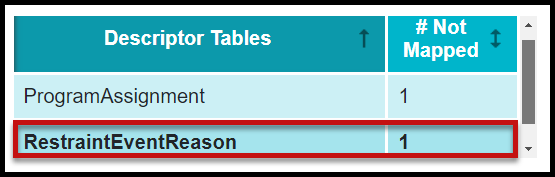 Descriptor Tables
# Not
Mapped
ProgramAssignment 1
RestraintEventReason 1